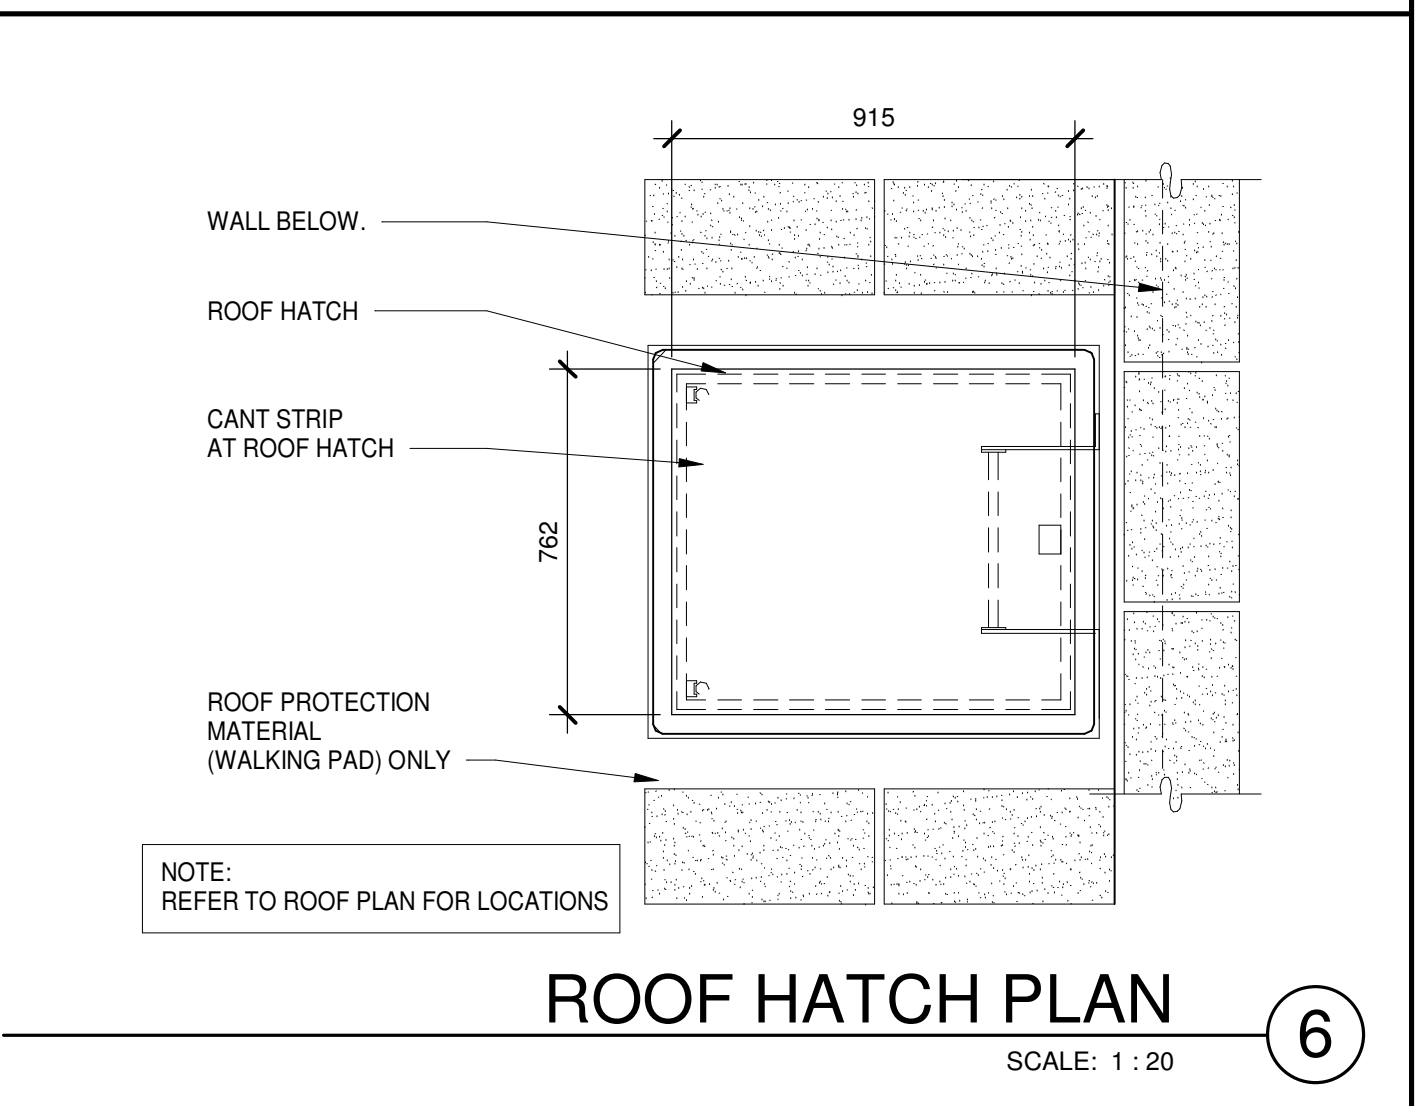 915
WALL BELOW.
ROOF HATCH
CANT STRIP
AT ROOF HATCH
762
ROOF PROTECTION
MATERIAL
(WALKING PAD) ONLY
NOTE:
REFER TO ROOF PLAN FOR LOCATIONS
ROOF HATCH PLAN
6
SCALE: 1 : 20